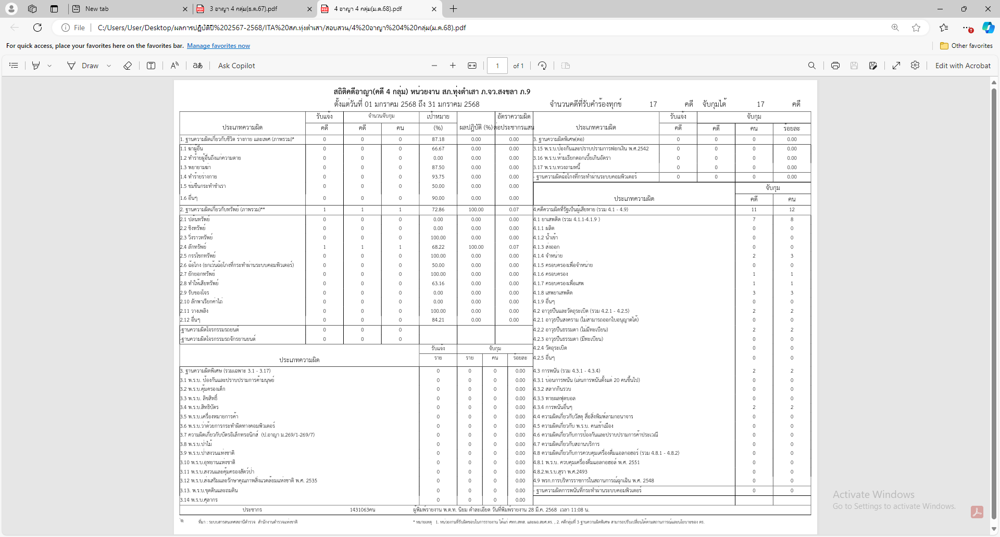 New tab
3 อาญา 4 กลุ่ม(ธ.ค.67).pdf
4 อาญา 4 กลุ่ม(ม.ค.68).pdf
File
C:/Users/User/Desktop/ผลการปฏิบัติปี%202567-2568/ITA%20สภ.ทุ่งตำเสา/สอบสวน/4%20อาญา%204%20กลุ่ม(ม.ค.68).pdf
For quick access, place your favorites here on the favorites bar. Manage favorites now
Other favorites
Draw
Ask Copilot
1 of 1
Edit with Acrobat
สถิติคดีอาญา(คดี 4 กลุ่ม) หน่วยงาน สภ.ทุ่งตำเสา ภ.จว.สงขลา ภ.9
ตั้งแต่วันที่ 01 มกราคม 2568 ถึง 31 มกราคม 2568
จำนวนคดีที่รับคำร้องทุกข์ 17 คดี จับกุมได้ 17 คดี
ประเภทความผิด รับแจ้ง จำนวนจับกุม เป้าหมาย ผลปฏิบัติ (%) อัตราความผิด
คดี คดี คน (%) ต่อประชากรแสน
1. ฐานความผิดเกี่ยวกับชีวิต ร่างกาย และเพศ (ภาพรวม)* 0 0 0 87.18 0.00 0.00
1.1 ฆ่าผู้อื่น 0 0 0 66.67 0.00 0.00
1.2 ทำร้ายผู้อื่นถึงแก่ความตาย 0 0 0 0.00 0.00 0.00
1.3 พยายามฆ่า 0 0 0 87.50 0.00 0.00
1.4 ทำร้ายร่างกาย 0 0 0 93.75 0.00 0.00
1.5 ข่มขืนกระทำชำเรา 0 0 0 50.00 0.00 0.00
1.6 อื่นๆ 0 0 0 90.00 0.00 0.00
2. ฐานความผิดเกี่ยวกับทรัพย์ (ภาพรวม)** 1 1 1 72.86 100.00 0.07
2.1 ปล้นทรัพย์ 0 0 0 0.00 0.00 0.00
2.2 ชิงทรัพย์ 0 0 0 0.00 0.00 0.00
2.3 วิ่งราวทรัพย์ 0 0 0 100.00 0.00 0.00
2.4 ลักทรัพย์ 1 1 1 68.22 100.00 0.07
2.5 กรรโชกทรัพย์ 0 0 0 100.00 0.00 0.00
2.6 ฉ้อโกง (ยกเว้นฉ้อโกงที่กระทำผ่านระบบคอมพิวเตอร์) 0 0 0 50.00 0.00 0.00
2.7 ยักยอกทรัพย์ 0 0 0 100.00 0.00 0.00
2.8 ทำให้เสียทรัพย์ 0 0 0 63.16 0.00 0.00
2.9 รับของโจร 0 0 0 0.00 0.00 0.00
2.10 ลักพาเรียกค่าไถ่ 0 0 0 0.00 0.00 0.00
2.11 วางเพลิง 0 0 0 100.00 0.00 0.00
2.12 อื่นๆ 0 0 0 84.21 0.00 0.00
-ฐานความผิดโจรกรรมรถยนต์ 0 0 0
-ฐานความผิดโจรกรรมรถจักรยานยนต์ 0 0 0
ประเภทความผิด รับแจ้ง จับกุม
ราย ราย คน ร้อยละ
3. ฐานความผิดพิเศษ (รวมเฉพาะ 3.1 - 3.17) 0 0 0 0.00
3.1 พ.ร.บ. ป้องกันและปราบปรามการค้ามนุษย์ 0 0 0 0.00
3.2 พ.ร.บ.คุ้มครองเด็ก 0 0 0 0.00
3.3 พ.ร.บ. ลิขสิทธิ์ 0 0 0 0.00
3.4 พ.ร.บ.สิทธิบัตร 0 0 0 0.00
3.5 พ.ร.บ.เครื่องหมายการค้า 0 0 0 0.00
3.6 พ.ร.บ.ว่าด้วยการกระทำผิดทางคอมพิวเตอร์ 0 0 0 0.00
3.7 ความผิดเกี่ยวกับบัตรอิเล็กทรอนิกส์ (ป.อาญา ม.269/1-269/7) 0 0 0 0.00
3.8 พ.ร.บ.ป่าไม้ 0 0 0 0.00
3.9 พ.ร.บ.ป่าสงวนแห่งชาติ 0 0 0 0.00
3.10 พ.ร.บ.อุทยานแห่งชาติ 0 0 0 0.00
3.11 พ.ร.บ.สงวนและคุ้มครองสัตว์ป่า 0 0 0 0.00
3.12 พ.ร.บ.ส่งเสริมและรักษาคุณภาพสิ่งแวดล้อมแห่งชาติ พ.ศ. 2535 0 0 0 0.00
3.13. พ.ร.บ.ขุดดินและถมดิน 0 0 0 0.00
3.14 พ.ร.บ.ศุลากร 0 0 0 0.00
ประเภทความผิด รับแจ้ง จับกุม
คดี คดี คน ร้อยละ
3. ฐานความผิดพิเศษ(ต่อ) 0 0 0 0.00
3.15 พ.ร.บ.ป้องกันและปราบปรามการฟอกเงิน พ.ศ.2542 0 0 0 0.00
3.16 พ.ร.บ.ห้ามเรียกดอกเบี้ยเกินอัตรา 0 0 0 0.00
3.17 พ.ร.บ.ทวงถามหนี้ 0 0 0 0.00
- ฐานความผิดฉ้อโกงที่กระทำผ่านระบบคอมพิวเตอร์ 0 0 0 0.00
ประเภทความผิด จับกุม
คดี คน
4.คดีความผิดที่รัฐเป็นผู้เสียหาย (รวม 4.1 - 4.9) 11 12
4.1 ยาเสพติด (รวม 4.1.1-4.1.9 ) 7 8
4.1.1 ผลิต 0 0
4.1.2 นำเข้า 0 0
4.1.3 ส่งออก 0 0
4.1.4 จำหน่าย 2 3
4.1.5 ครอบครองเพื่อจำหน่าย 0 0
4.1.6 ครอบครอง 1 1
4.1.7 ครอบครองเพื่อเสพ 1 1
4.1.8 เสพยาเสพติด 3 3
4.1.9 อื่นๆ 0 0
4.2 อาวุธปืนและวัตถุระเบิด (รวม 4.2.1 - 4.2.5) 2 2
4.2.1 อาวุธปืนสงคราม (ไม่สามารถออกใบอนุญาตได้) 0 0
4.2.2 อาวุธปืนธรรมดา (ไม่มีทะเบียน) 2 2
4.2.3 อาวุธปืนธรรมดา (มีทะเบียน) 0 0
4.2.4 วัตถุระเบิด 0 0
4.2.5 อื่นๆ 0 0
4.3 การพนัน (รวม 4.3.1 - 4.3.4) 2 2
4.3.1 บ่อนการพนัน (เล่นการพนันตั้งแต่ 20 คนขึ้นไป) 0 0
4.3.2 สลากกินรวบ 0 0
4.3.3 ทายผลฟุตบอล 0 0
4.3.4 การพนันอื่นๆ 2 2
4.4 ความผิดเกี่ยวกับวัสดุ สื่อสิ่งพิมพ์ลามกอนาจาร 0 0
4.5 ความผิดเกี่ยวกับ พ.ร.บ. คนเข้าเมือง 0 0
4.6 ความผิดเกี่ยวกับการป้องกันและปราบปรามการค้าประเวณี 0 0
4.7 ความผิดเกี่ยวกับสถานบริการ 0 0
4.8 ความผิดเกี่ยวกับการควบคุมเครื่องดื่มแอลกอฮอร์ (รวม 4.8.1 - 4.8.2) 0 0
4.8.1 พ.ร.บ. ควบคุมเครื่องดื่มแอลกอฮอล์ พ.ศ. 2551 0 0
4.8.2.พ.ร.บ.สุรา พ.ศ.2493 0 0
4.9 พรก.การบริหารราชการในสถานการณ์ฉุกเฉิน พ.ศ. 2548 0 0
- ฐานความผิดการพนันที่กระทำผ่านระบบคอมพิวเตอร์ 0 0
ประชากร 1431063คน ผู้พิมพ์รายงาน พ.ต.ท. นิยม ดำละเอียด วันที่พิมพ์รายงาน 28 มี.ค. 2568 เวลา 11:08 น.
ที่มา : ระบบสารสนเทศสถานีตำรวจ สำนักงานตำรวจแห่งชาติ
* หมายเหตุ 1. หน่วยงานที่รับผิดชอบในการรายงาน ได้แก่ ศทก.สทส. และผอ.สยศ.ตร. , 2. คดีกลุ่มที่ 3 ฐานความผิดพิเศษ สามารถปรับเปลี่ยนได้ตามสถานการณ์และนโยบายของ ตร.
Activate Windows
Go to Settings to activate Windows.